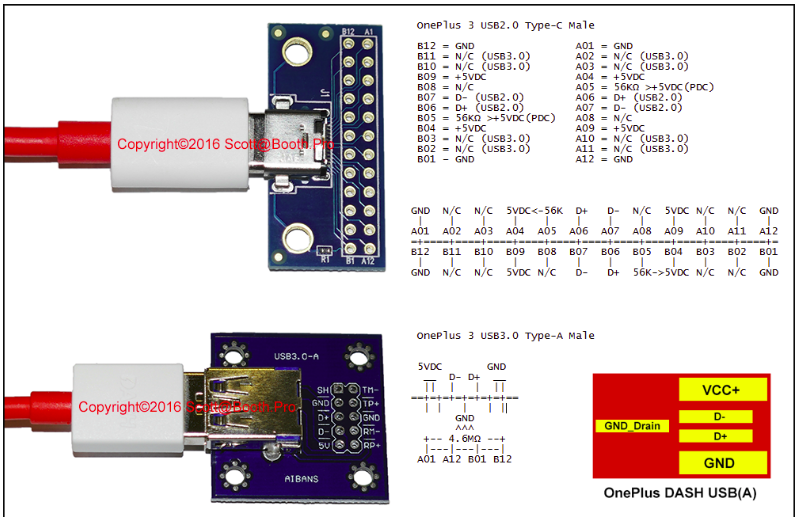 OnePlus 3 USB2.0 Type-C Male
B12 = GND A01 = GND
B11 = N/C (USB3.0) A02 = N/C (USB3.0)
B10 = N/C (USB3.0) A03 = N/C (USB3.0)
B09 = +5VDC A04 = +5VDC
B08 = N/C A05 = 56KΩ >+5VDC(PDC)
B07 = D- (USB2.0) A06 = D+ (USB2.0)
B06 = D+ (USB2.0) A07 = D- (USB2.0)
B05 = 56KΩ >+5VDC(PDC) A08 = N/C
B04 = +5VDC A09 = +5VDC
B03 = N/C (USB3.0) A10 = N/C (USB3.0)
B02 = N/C (USB3.0) A11 = N/C (USB3.0)
B01 - GND A12 = GND
B12 A1
J1
Copyright©2016 Scott@Booth.Pro
R1
B1 A12
GND N/C N/C 5VDC<-56K D+ D- N/C 5VDC N/C N/C GND
A01 A02 A03 A04 A05 A06 A07 A08 A09 A10 A11 A12
B12 B11 B10 B09 B08 B07 B06 B05 B04 B03 B02 B01
GND N/C N/C 5VDC N/C D- D+ 56K->5VDC N/C N/C GND
OnePlus 3 USB3.0 Type-A Male
USB3.0-A
SH TM-
GND TP+
D+ GND
D- RM-
5V RP+
AIBANS
Copyright©2016 Scott@Booth.Pro
5VDC GND
D- D+
GND
^^^
+-- 4.6MΩ --+
|---|----|---|
A01 A12 B01 B12
VCC+
D-
GND_Drain
D+
GND
OnePlus DASH USB(A)